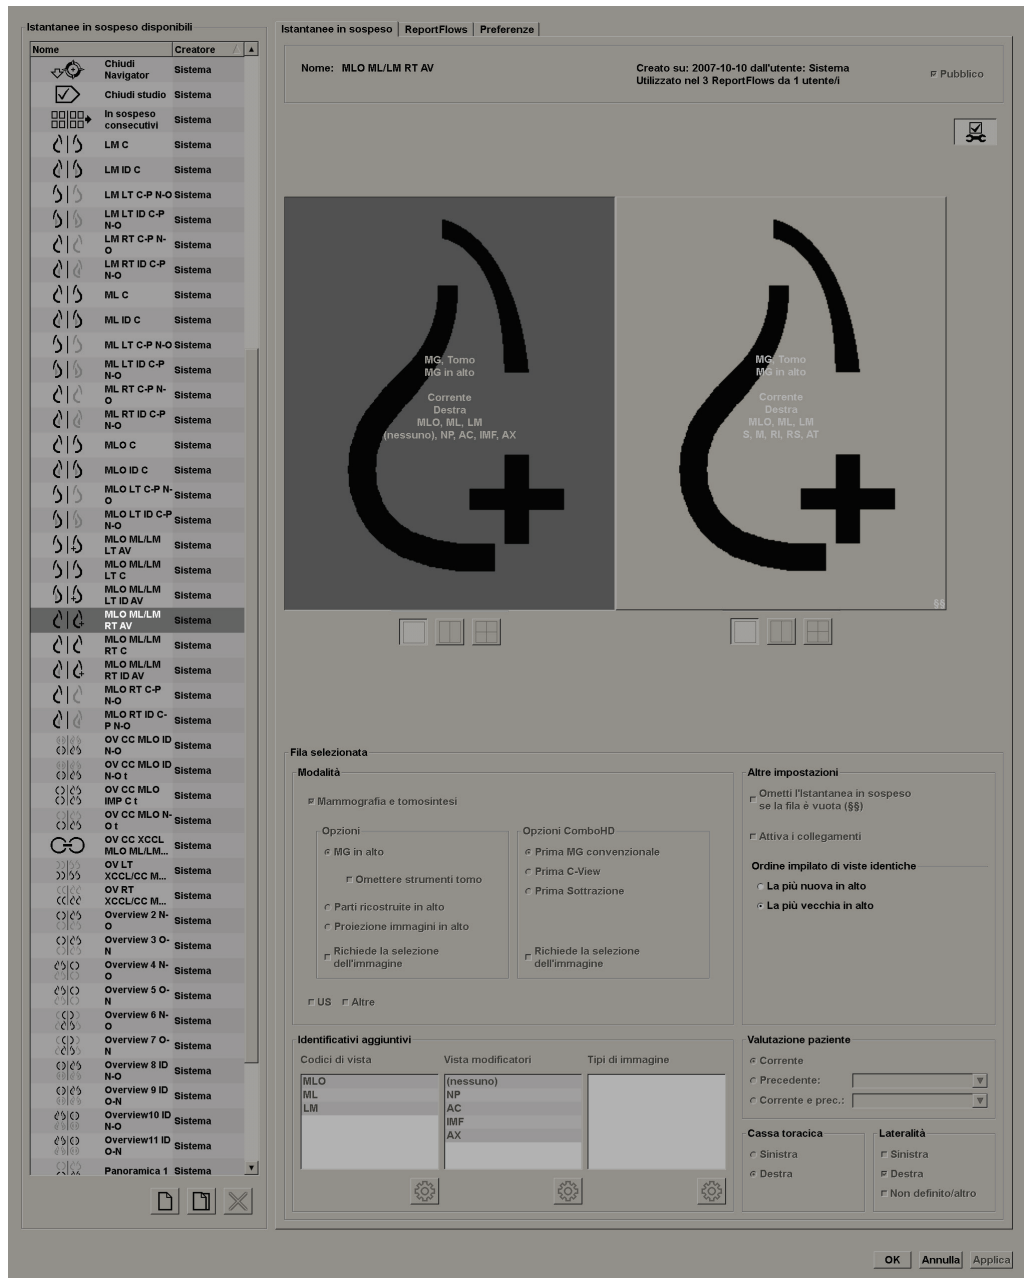 Istantanee in sospeso disponibili
Nome
Creatore
Chiudi
Navigator
Sistema
Chiudi studio
Sistema
In sospeso
consecutivi
Sistema
LM C
Sistema
LM ID C
Sistema
LM LT C-P N-O
Sistema
LM LT ID C-P
N-O
Sistema
LM RT C-P N-
O
Sistema
LM RT ID C-P
N-O
Sistema
ML C
Sistema
ML ID C
Sistema
ML LT C-P N-O
Sistema
ML LT ID C-P
N-O
Sistema
ML RT C-P N-
O
Sistema
ML RT ID C-P
N-O
Sistema
MLO C
Sistema
MLO ID C
Sistema
MLO LT C-P N-
O
Sistema
MLO LT ID C-P
N-O
Sistema
MLO ML/LM
LT AV
Sistema
MLO ML/LM
LT C
Sistema
MLO ML/LM
LT ID AV
Sistema
MLO ML/LM
RT AV
Sistema
MLO ML/LM
RT C
Sistema
MLO ML/LM
RT ID AV
Sistema
MLO RT C-P
N-O
Sistema
MLO RT ID C-
P N-O
Sistema
OV CC MLO ID
N-O
Sistema
OV CC MLO ID
N-O t
Sistema
OV CC MLO
IMP C t
Sistema
OV CC MLO N-
O t
Sistema
OV CC XCCL
MLO ML/LM...
Sistema
OV LT
XCCL/CC M...
Sistema
OV RT
XCCL/CC M...
Sistema
Overview 2 N-
O
Sistema
Overview 3 O-
N
Sistema
Overview 4 N-
O
Sistema
Overview 5 O-
N
Sistema
Overview 6 N-
O
Sistema
Overview 7 O-
N
Sistema
Overview 8 ID
N-O
Sistema
Overview 9 ID
O-N
Sistema
Overview10 ID
N-O
Sistema
Overview11 ID
O-N
Sistema
Panoramica 1
Sistema
Istantanee in sospeso
ReportFlows
Preferenze
Nome: MLO ML/LM RT AV
Creato su: 2007-10-10 dall'utente: Sistema
Utilizzato nel 3 ReportFlows da 1 utente/i
Pubblico
MG, Tomo
MG in alto
Corrente
Destra
MLO, ML, LM
(nessuno), NP, AC, IMF, AX
MG, Tomo
MG in alto
Corrente
Destra
MLO, ML, LM
S, M, RI, RS, AT
§§
Fila selezionata
Modalità
Mammografia e tomosintesi
Opzioni
MG in alto
Omettere strumenti tomo
Parti ricostruite in alto
Proiezione immagini in alto
Richiede la selezione
dell'immagine
Opzioni ComboHD
Prima MG convenzionale
Prima C-View
Prima Sottrazione
Richiede la selezione
dell'immagine
US
Altre
Altre impostazioni
Ometti l'Istantanea in sospeso
se la fila è vuota (§§)
Attiva i collegamenti
Ordine impilato di viste identiche
La più nuova in alto
La più vecchia in alto
Identificativi aggiuntivi
Codici di vista
MLO
ML
LM
Vista modificatori
(nessuno)
NP
AC
IMF
AX
Tipi di immagine
Valutazione paziente
Corrente
Precedente:
Corrente e prec.:
Cassa toracica
Sinistra
Destra
Lateralità
Sinistra
Destra
Non definito/altro
OK
Annulla
Applica